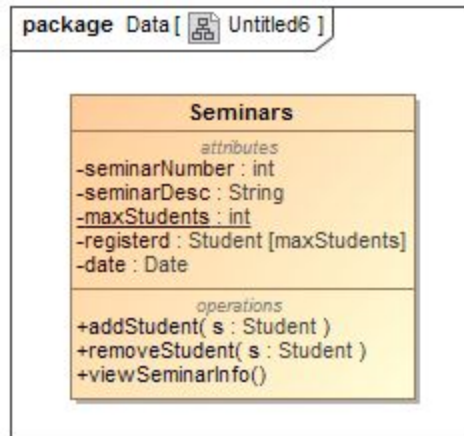 package Data [ Untitled6 ]
Seminars
attributes
-seminarNumber : int
-seminarDesc : String
-maxStudents : int
-registerd : Student [maxStudents]
-date : Date
operations
+addStudent( s : Student )
+removeStudent( s : Student )
+viewSeminarInfo()